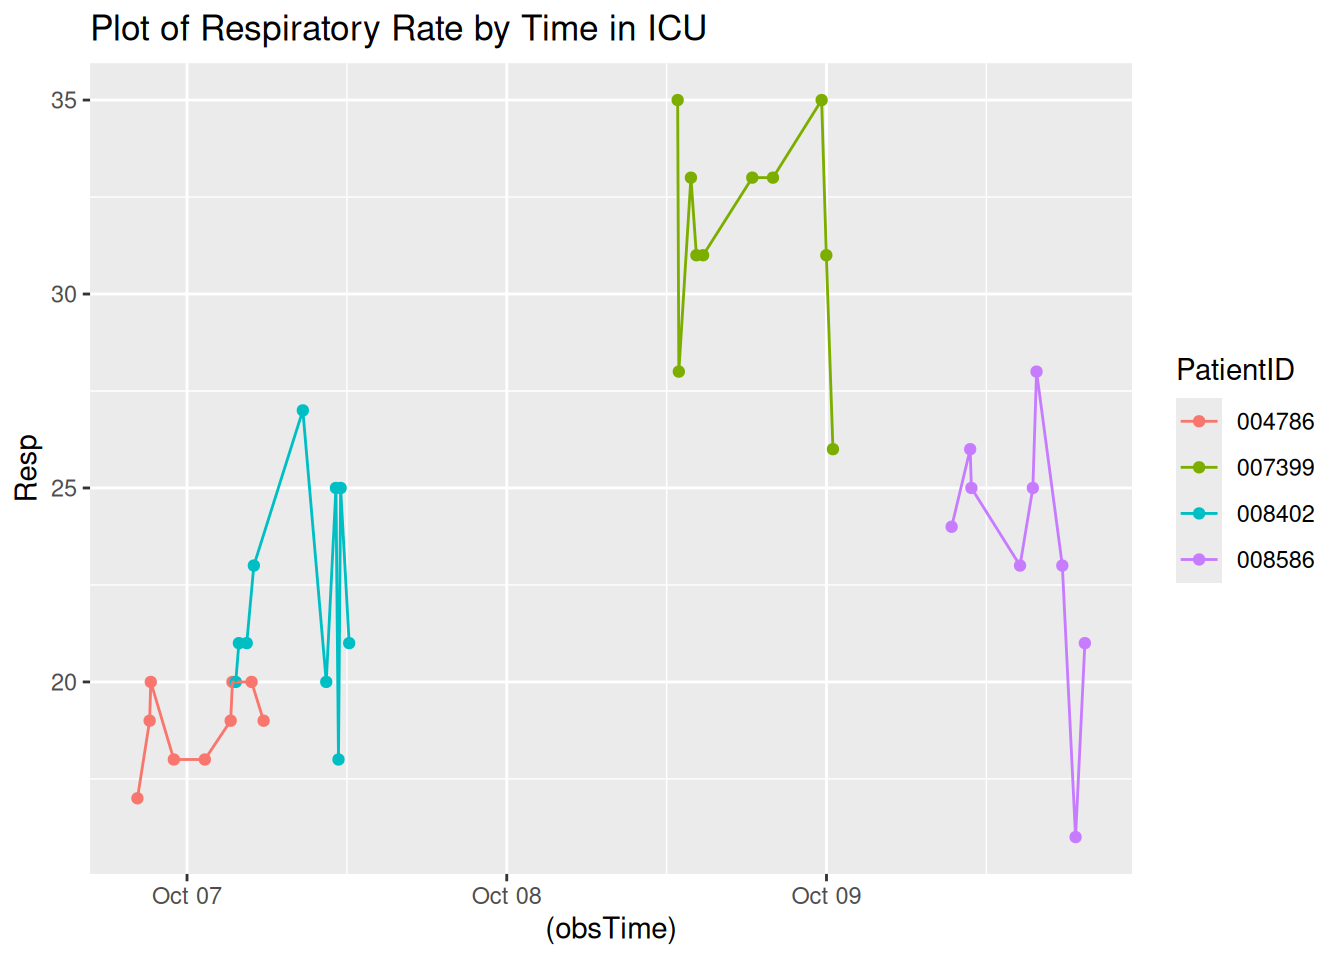 Plot of Respiratory Rate by Time in ICU
35
30
25
20
Resp
Oct 07
Oct 08
Oct 09
(obsTime)
PatientID
004786
007399
008402
008586